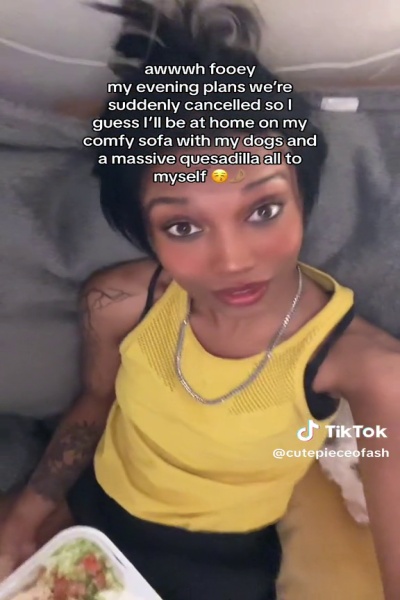 awwwh fooey
my evening plans we're
suddenly cancelled so I
guess I'll be at home on my
comfy sofa with my dogs and
a massive quesadilla all to
myself 😚🤌
TikTok
@cutepieceofash